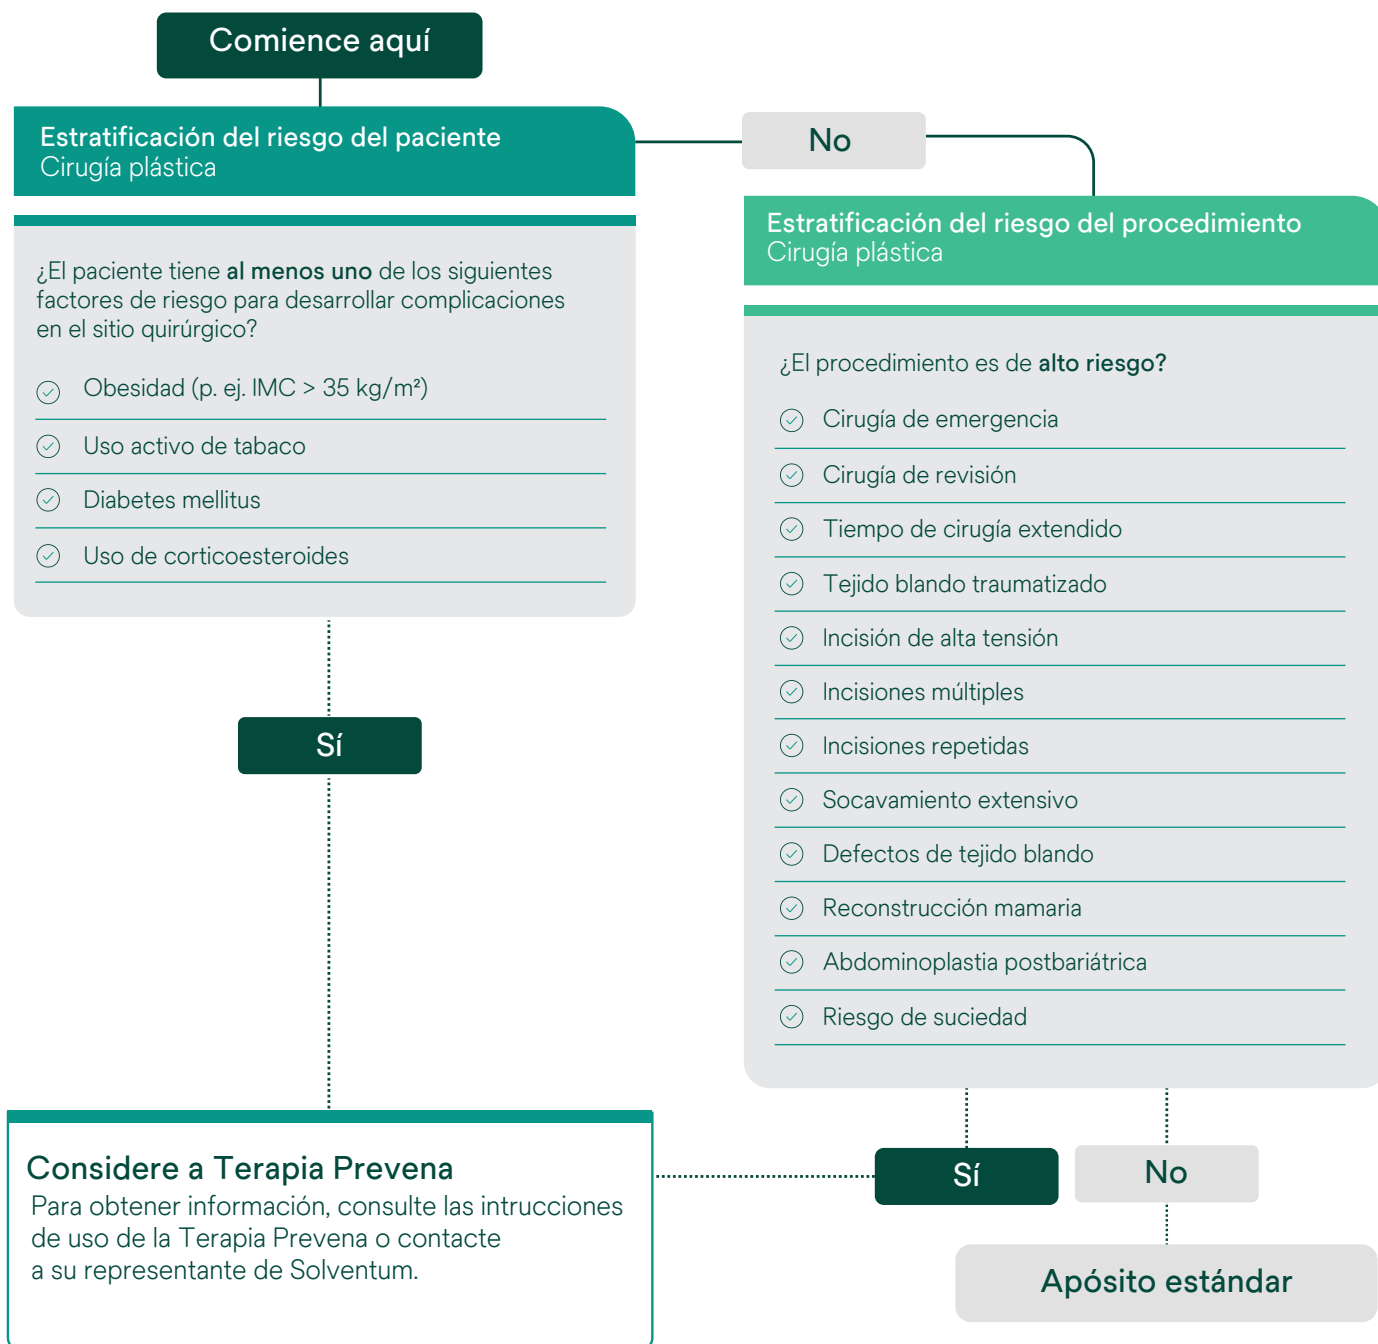 Comience aquí
Estratificación del riesgo del paciente
Cirugía plástica
¿El paciente tiene al menos uno de los siguientes
factores de riesgo para desarrollar complicaciones
en el sitio quirúrgico?
Obesidad (p. ej. IMC > 35 kg/m²)
Uso activo de tabaco
Diabetes mellitus
Uso de corticoesteroides
No
Estratificación del riesgo del procedimiento
Cirugía plástica
¿El procedimiento es de alto riesgo?
Cirugía de emergencia
Cirugía de revisión
Tiempo de cirugía extendido
Tejido blando traumatizado
Incisión de alta tensión
Incisiones múltiples
Incisiones repetidas
Socavamiento extensivo
Defectos de tejido blando
Reconstrucción mamaria
Abdominoplastia postbariátrica
Riesgo de suciedad
Sí
Considere a Terapia Prevena
Para obtener información, consulte las intrucciones
de uso de la Terapia Prevena o contacte
a su representante de Solventum.
Sí
No
Apósito estándar